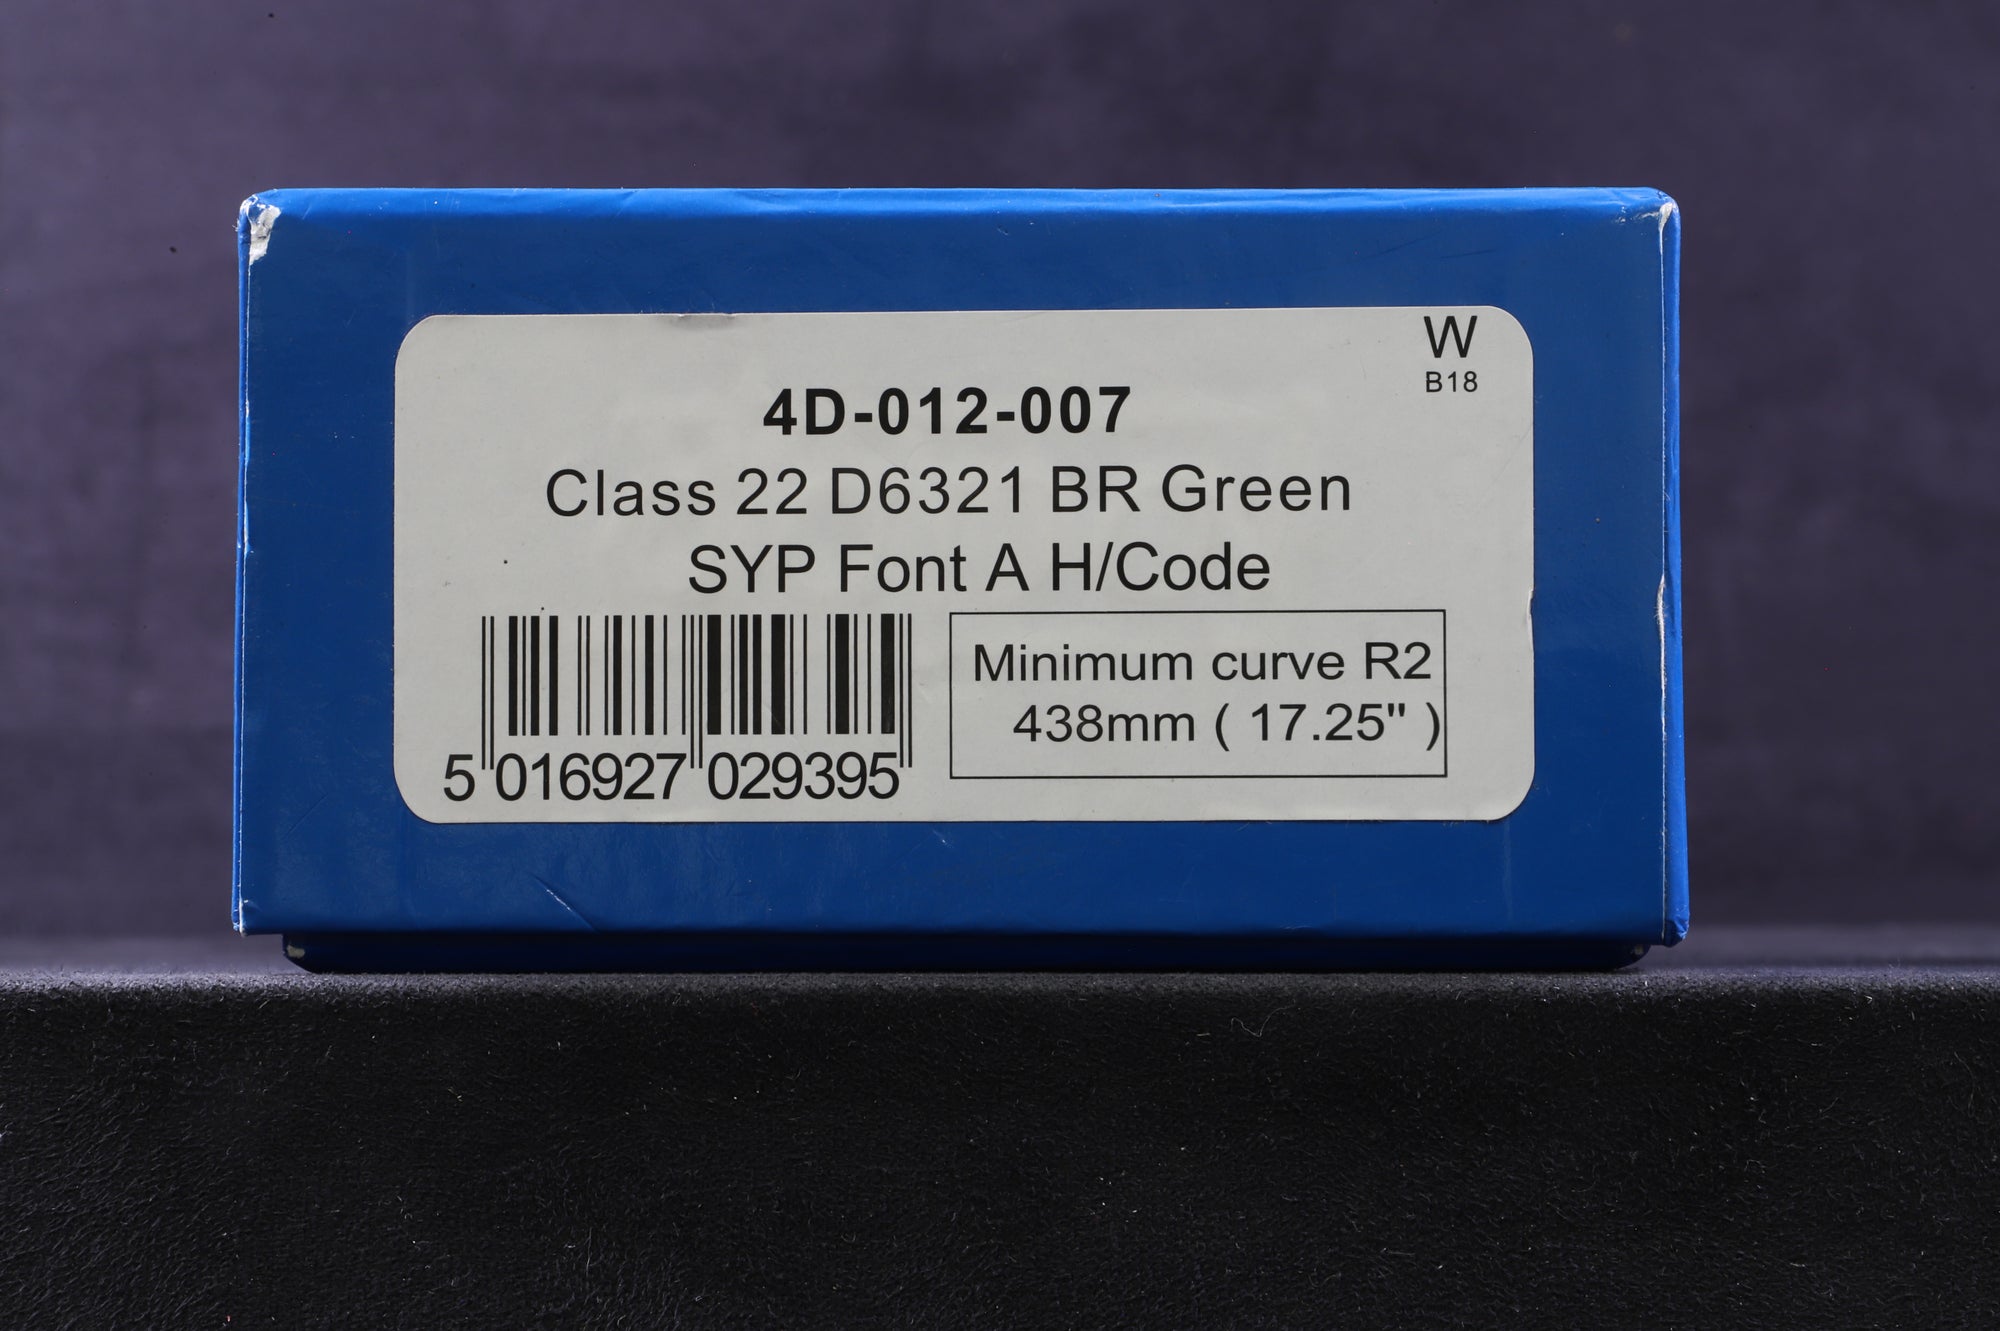 W
B18
4D-012-007
Class 22 D6321 BR Green
SYP Font A H/Code
Minimum curve R2
438mm ( 17.25" )
5 016927 029395